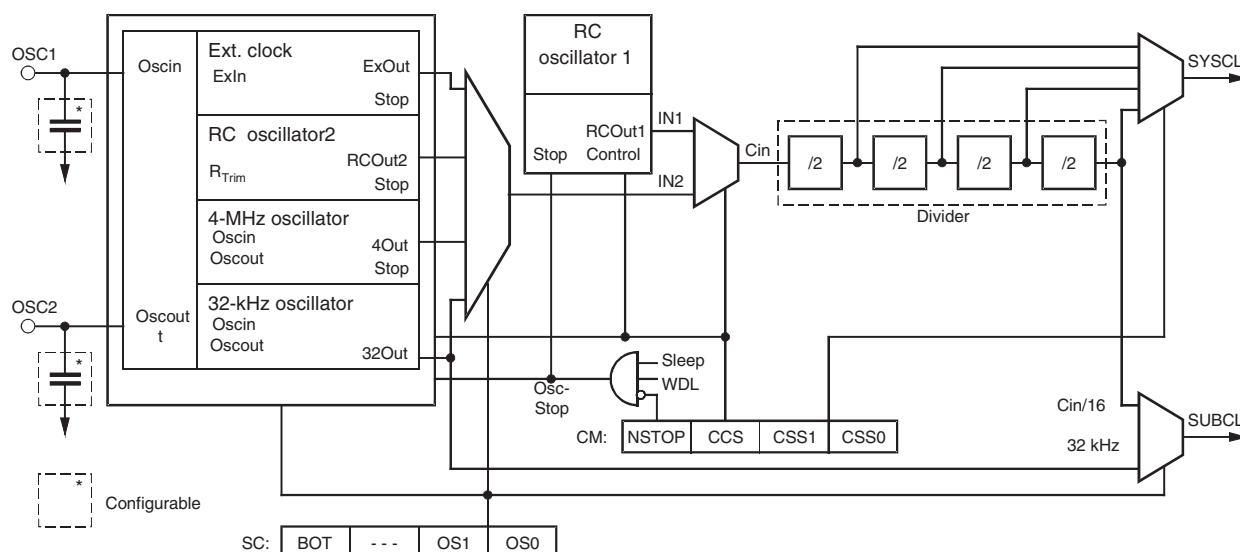 OSC1
Oscin
Ext. clock
ExIn
ExOut
Stop
*
RC oscillator2
RTrim
RCOut2
Stop
4-MHz oscillator
Oscin
Oscout
4Out
Stop
OSC2
Oscout
t
32-kHz oscillator
Oscin
Oscout
32Out
*
*
Configurable
RC
oscillator 1
RCOut1
Stop
Control
IN1
IN2
Cin
/2
/2
/2
/2
Divider
SYSCL
Sleep
WDL
Osc-
Stop
CM:
NSTOP
CCS
CSS1
CSS0
Cin/16
32 kHz
SUBCL
SC:
BOT
- - -
OS1
OS0